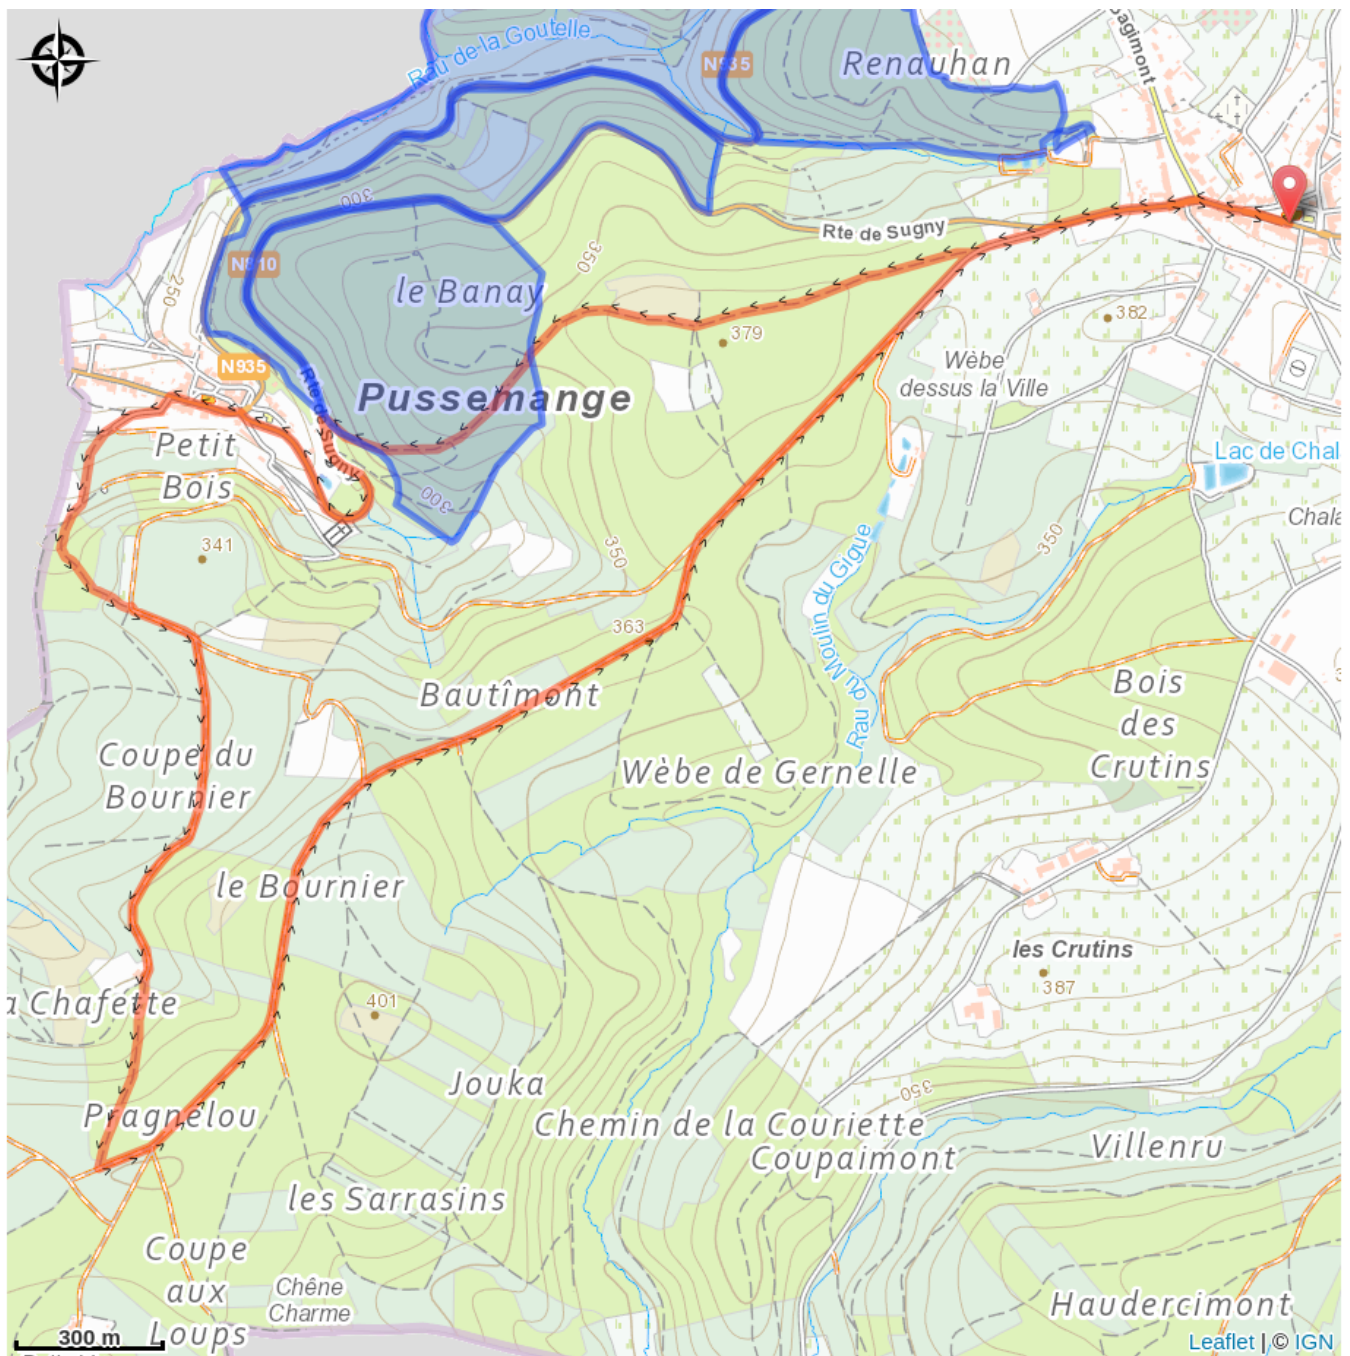 Rau de la Goutelle
N935
Renauhan
agimont
300
Rte de Sugny
350
N810
250
le Banay
379
382
Wèbe
dessus la Ville
N935
Rte de Sugny
Pussemange
Petit
Bois
Lac de Chal
300
Chala
341
350
350
Rau du Moulin du Gigue
363
Bautîmont
Bois
des
Crutins
Coupe du
Bournier
Wèbe de Gernelle
le Bournier
les Crutins
387
a Chafette
401
Jouka
350
Pragnélou
Chemin de la Couriette
Coupaimont
Villenru
les Sarrasins
Coupe
aux
Loups
Chêne
Charme
Haudercimont
300 m
Leaflet | © IGN